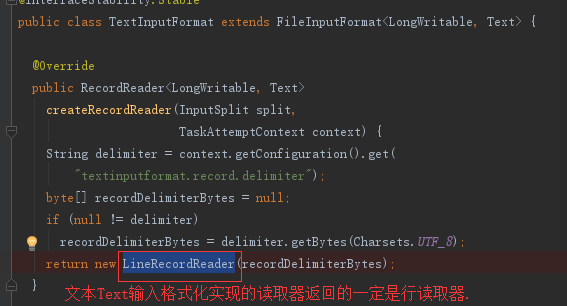 @InterfaceStability.Stable
public class TextInputFormat extends FileInputFormat<LongWritable, Text> {
@Override
public RecordReader<LongWritable, Text>
createRecordReader(InputSplit split,
TaskAttemptContext context) {
String delimiter = context.getConfiguration().get(
"textinputformat.record.delimiter");
byte[] recordDelimiterBytes = null;
if (null != delimiter)
recordDelimiterBytes = delimiter.getBytes(Charsets.UTF_8);
return new LineRecordReader(recordDelimiterBytes);
}
文本Text输入格式化实现的读取器返回的一定是行读取器.